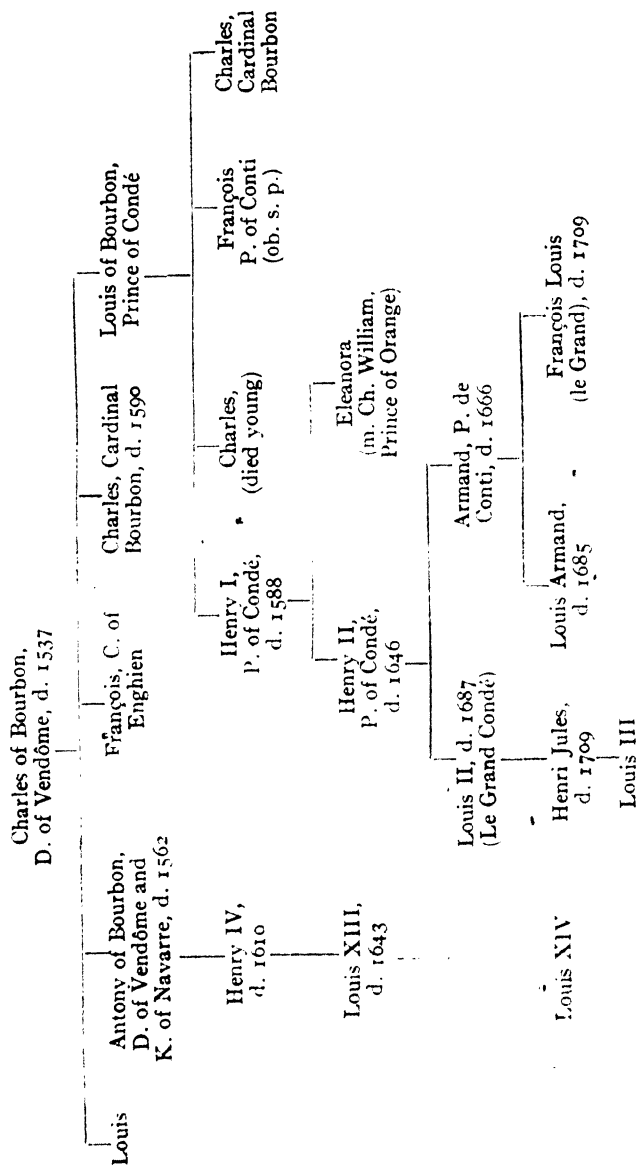 Charles of Bourbon,
D. of Vendôme, d. 1537
Louis
Antony of Bourbon,
D. of Vendôme and
K. of Navarre, d. 1562
François, C. of
Enghien
Charles, Cardinal
Bourbon, d. 1590
Louis of Bourbon,
Prince of Condé
Henry IV,
d. 1610
Henry I,
P. of Condé,
d. 1588
Charles,
(died young)
François
P. of Conti
(ob. s. p.)
Charles,
Cardinal
Bourbon
Louis XIII,
d. 1643
Henry II,
P. of Condé,
d. 1646
Eleanora
(m. Ch. William,
Prince of Orange)
Louis II, d. 1687
(Le Grand Condé)
Armand, P. de
Conti, d. 1666
Louis XIV
Henri Jules,
d. 1709
Louis Armand,
d. 1685
François Louis
(le Grand), d. 1709
Louis III